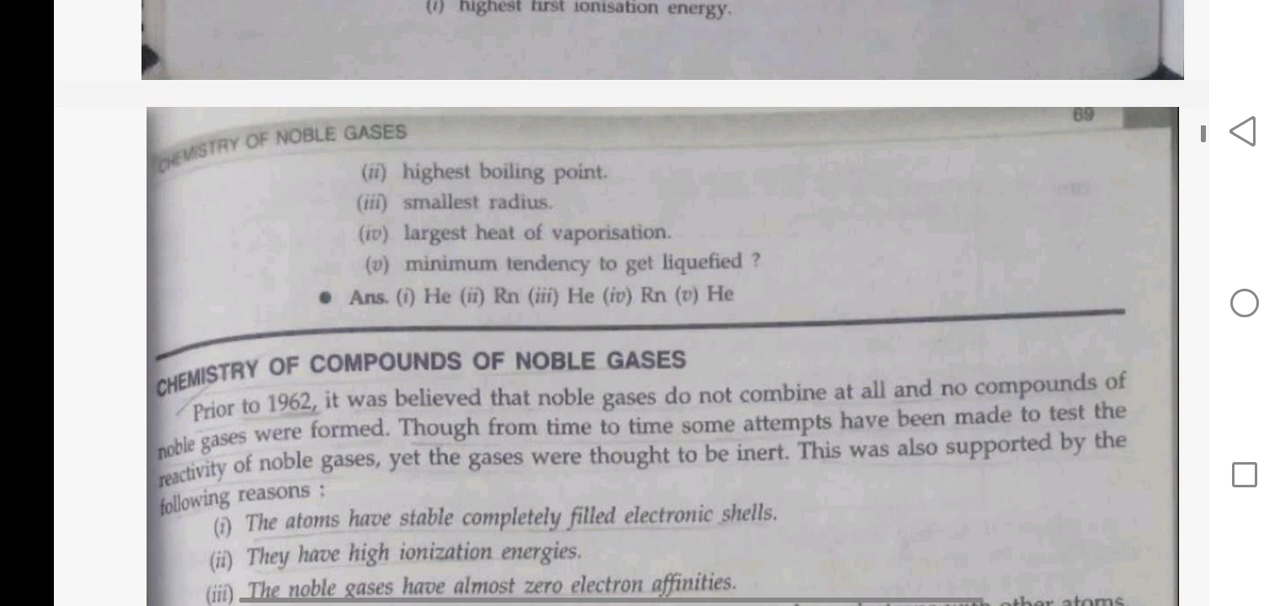 (i) highest first ionisation energy.
CHEMISTRY OF NOBLE GASES
69
(ii) highest boiling point.
(iii) smallest radius.
(iv) largest heat of vaporisation.
(v) minimum tendency to get liquefied ?
• Ans. (i) He (ii) Rn (iii) He (iv) Rn (v) He
CHEMISTRY OF COMPOUNDS OF NOBLE GASES
Prior to 1962, it was believed that noble gases do not combine at all and no compounds of
noble gases were formed. Though from time to time some attempts have been made to test the
reactivity of noble gases, yet the gases were thought to be inert. This was also supported by the
following reasons :
(i) The atoms have stable completely filled electronic shells.
(ii) They have high ionization energies.
(iii) The noble gases have almost zero electron affinities.
other atoms